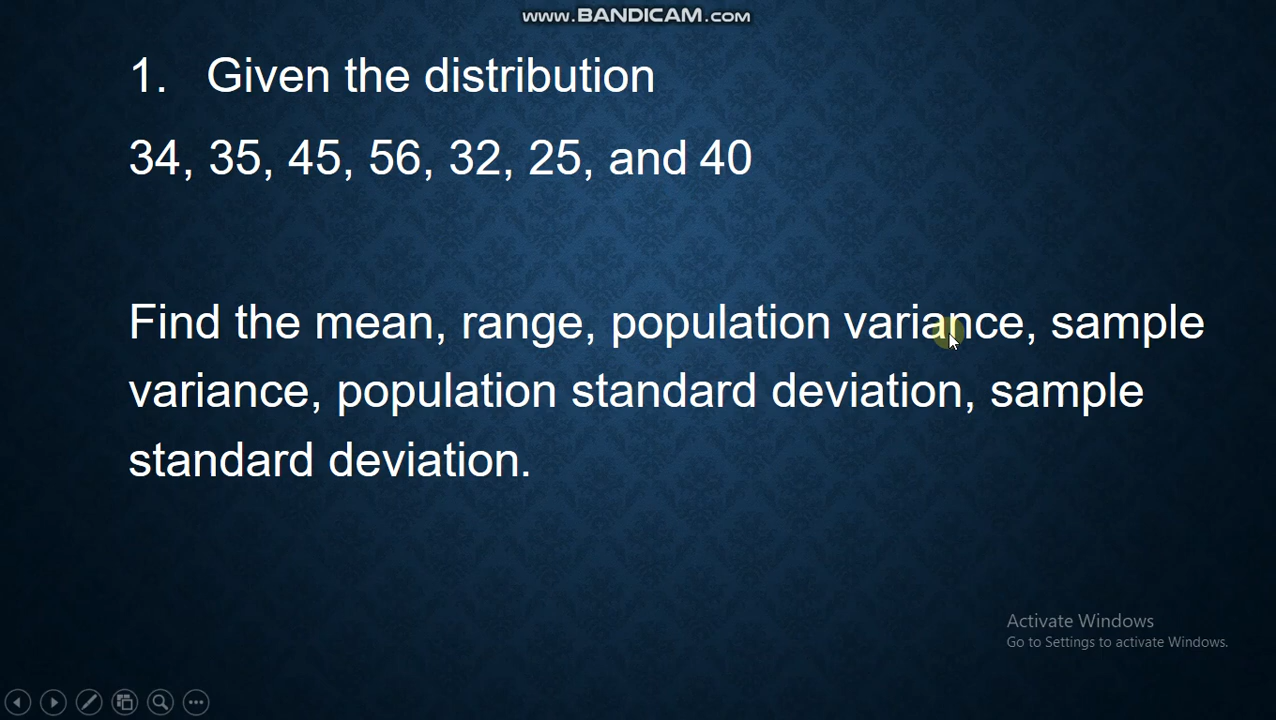 www.BANDICAM.com
1. Given the distribution
34, 35, 45, 56, 32, 25, and 40
Find the mean, range, population variance, sample
variance, population standard deviation, sample
standard deviation.
Activate Windows
Go to Settings to activate Windows.